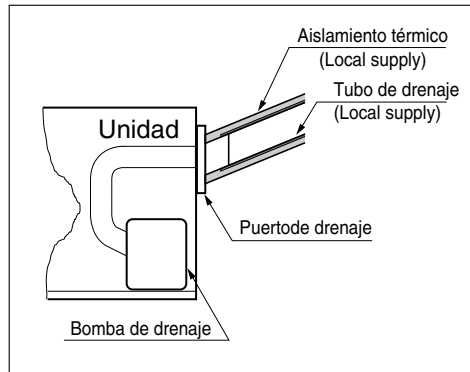 Aislamiento térmico
(Local supply)
Tubo de drenaje
(Local supply)
Unidad
Puertode drenaje
Bomba de drenaje